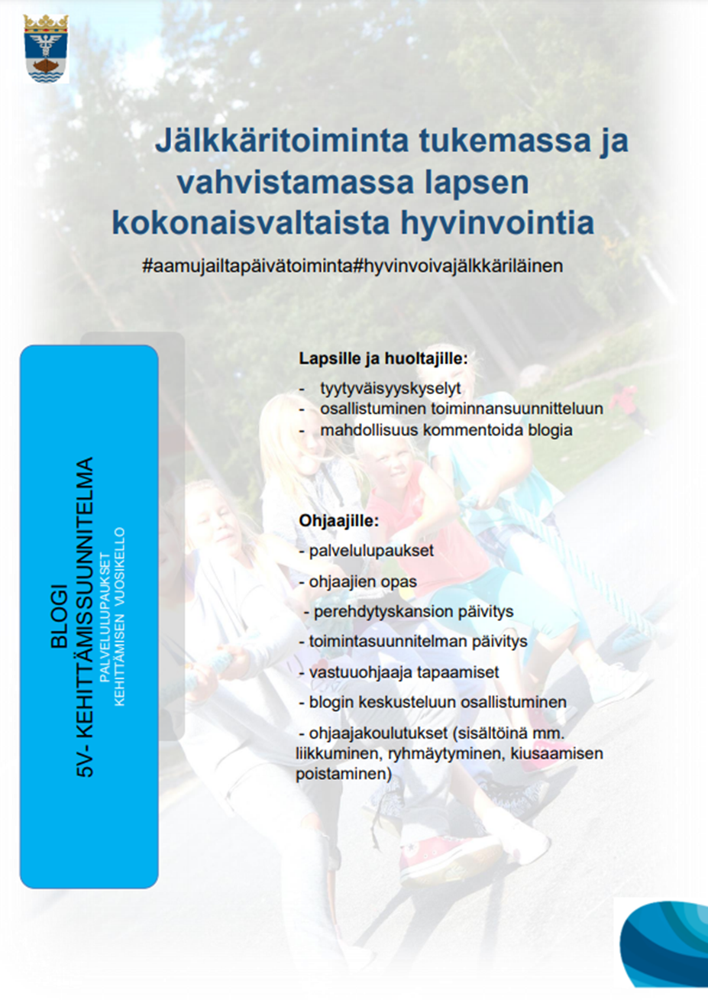 Jälkkäritoiminta tukemassa ja
vahvistamassa lapsen
kokonaisvaltaista hyvinvointia
#aamujailtapäivätoiminta#hyvinvoivajälkkäriläinen
BLOGI
5V- KEHITTÄMISSUUNNITELMA
PALVELULUPAUKSET
KEHITTÄMISEN VUOSIKELLO
Lapsille ja huoltajille:
- tyytyväisyyskyselyt
- osallistuminen toiminnansuunnitteluun
- mahdollisuus kommentoida blogia
Ohjaajille:
- palvelulupaukset
- ohjaajien opas
- perehdytyskansion päivitys
- toimintasuunnitelman päivitys
- vastuuohjaaja tapaamiset
- blogin keskusteluun osallistuminen
- ohjaajakoulutukset (sisältöinä mm.
liikkuminen, ryhmäytyminen, kiusaamisen
poistaminen)